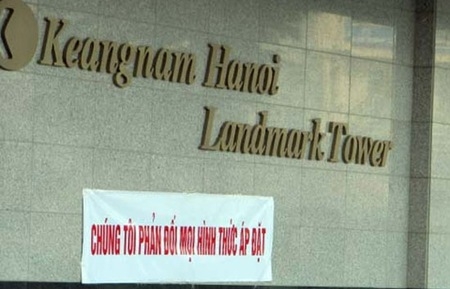 Keangnam Hanoi
Landmark Tower
CHÚNG TÔI PHẢN ĐỐI MỌI HÌNH THỨC ÁP ĐẶT